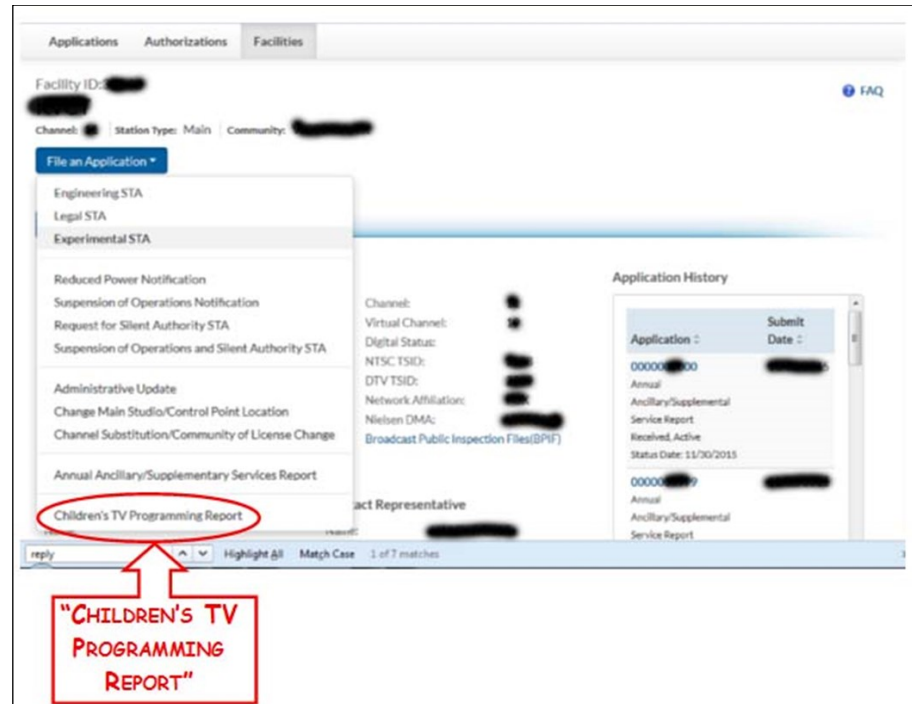 Applications Authorizations Facilities
Facility ID:
FAQ
Channel: Station Type: Main Community:
File an Application
Engineering STA
Legal STA
Experimental STA
Reduced Power Notification
Suspension of Operations Notification
Request for Silent Authority STA
Suspension of Operations and Silent Authority STA
Administrative Update
Change Main Studio/Control Point Location
Channel Substitution/Community of License Change
Annual Ancillary/Supplementary Services Report
Children's TV Programming Report
Channel:
Virtual Channel:
Digital Status:
NTSC TSID:
DTV TSID:
Network Affiliation:
Nielsen DMA:
Broadcast Public Inspection Files(BPIF)
act Representative
Application History
Application Submit Date
Annual
Ancillary/Supplemental
Service Report
Received, Active
Status Date: 11/30/2015
Annual
Ancillary/Supplemental
Service Report
reply Highlight All Match Case 1 of 7 matches
"CHILDREN'S TV
PROGRAMMING
REPORT"